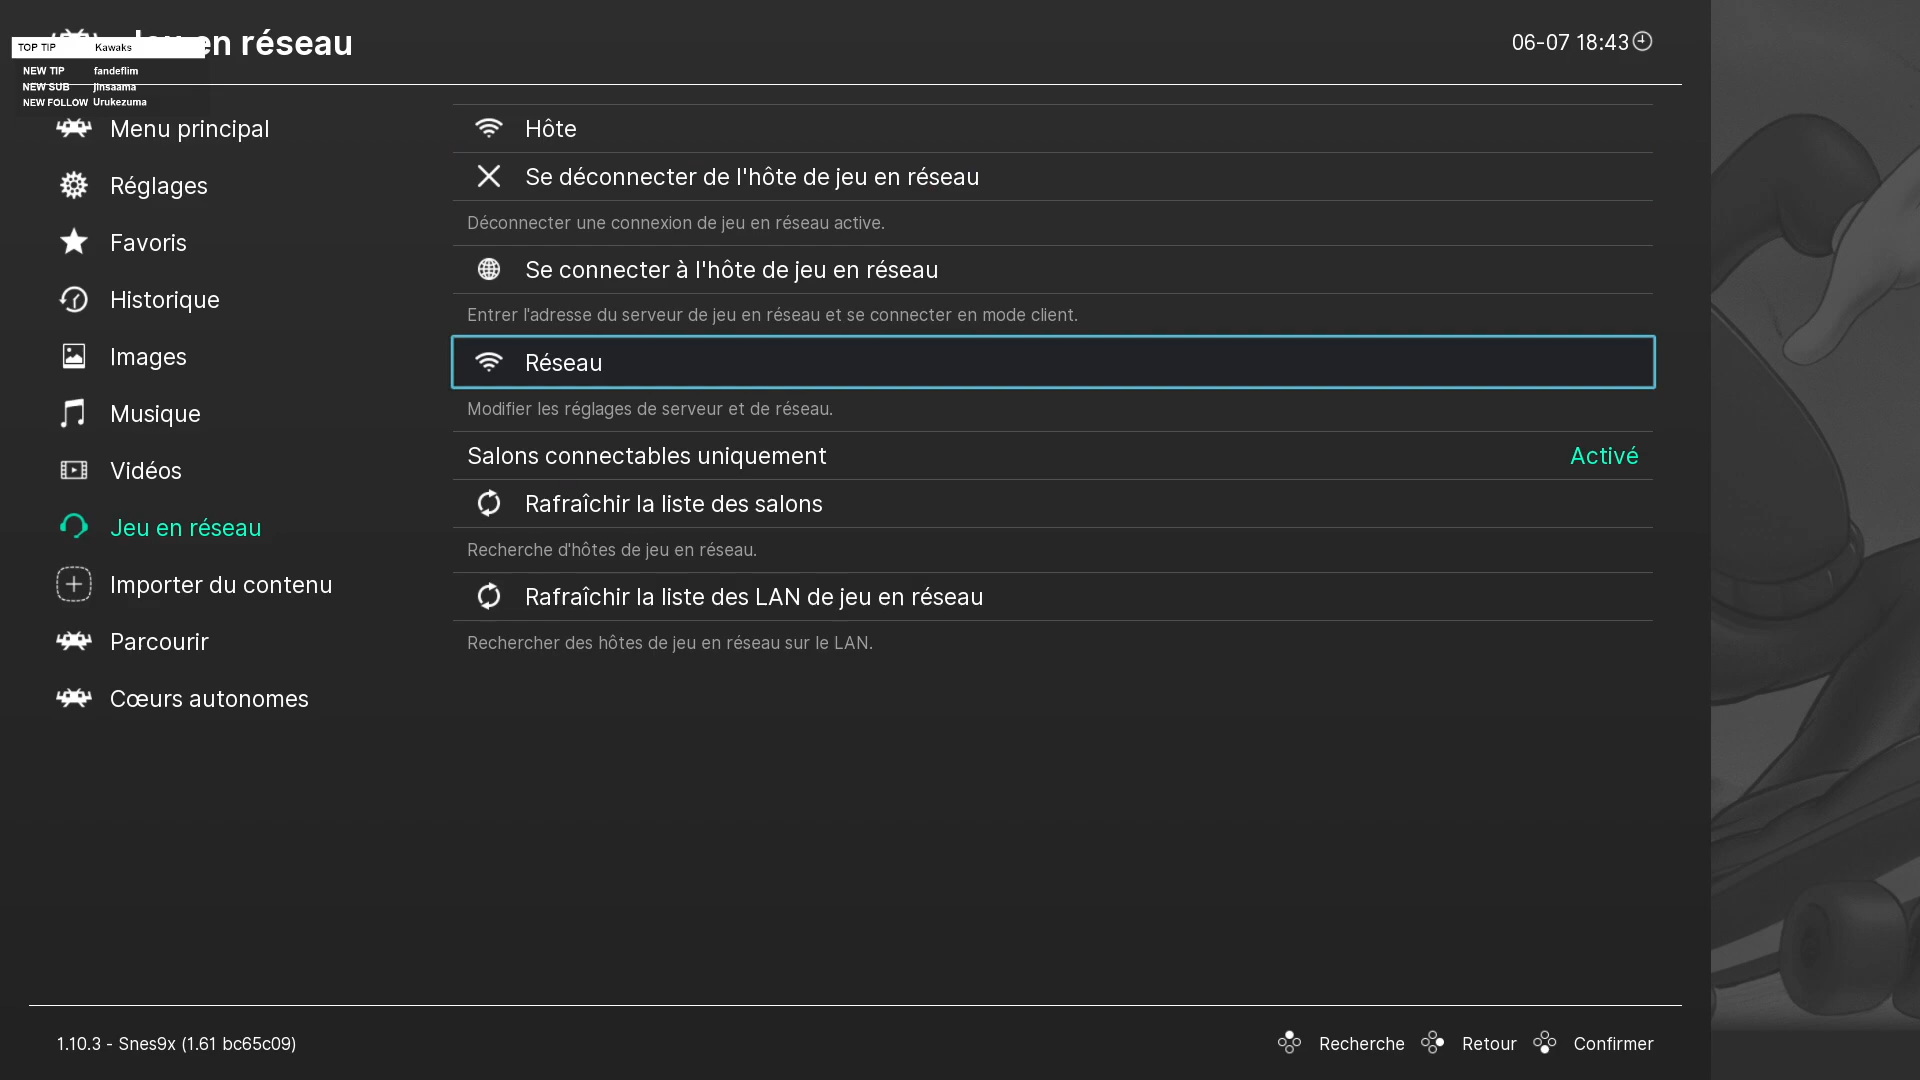 Jeu en réseau
06-07 18:43
TOP TIP Kawaks
NEW TIP fandeflim
NEW SUB jinsaama
NEW FOLLOW Urukezuma
Menu principal
Réglages
Favoris
Historique
Images
Musique
Vidéos
Jeu en réseau
Importer du contenu
Parcourir
Cœurs autonomes
Hôte
Se déconnecter de l'hôte de jeu en réseau
Déconnecter une connexion de jeu en réseau active.
Se connecter à l'hôte de jeu en réseau
Entrer l'adresse du serveur de jeu en réseau et se connecter en mode client.
Réseau
Modifier les réglages de serveur et de réseau.
Salons connectables uniquement Activé
Rafraîchir la liste des salons
Recherche d'hôtes de jeu en réseau.
Rafraîchir la liste des LAN de jeu en réseau
Rechercher des hôtes de jeu en réseau sur le LAN.
1.10.3 - Snes9x (1.61 bc65c09)
Recherche Retour Confirmer